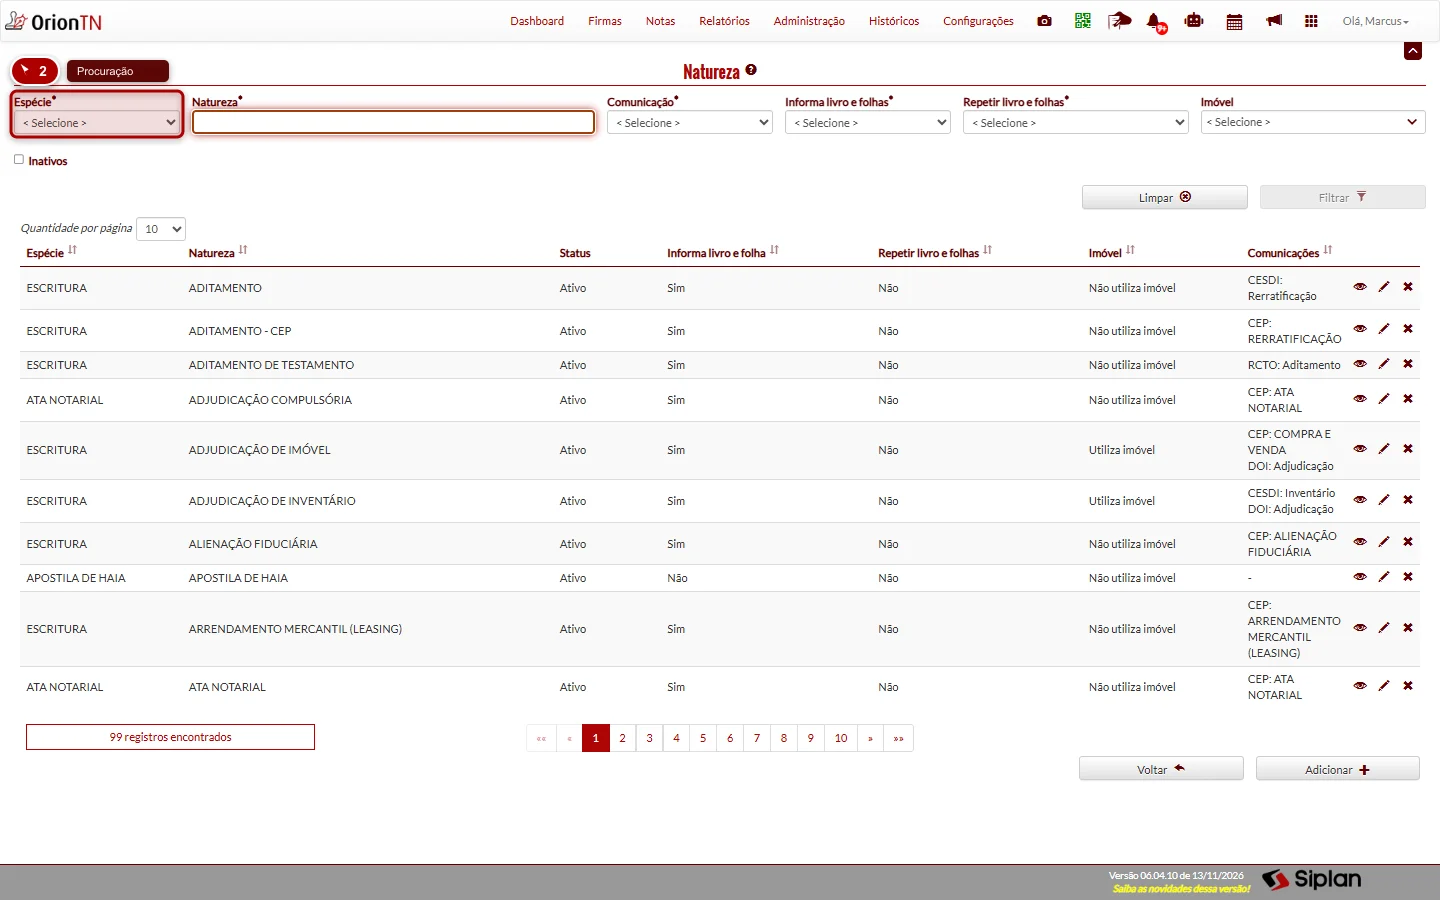 OrionTN
Dashboard
Firmas
Notas
Relatórios
Administração
Históricos
Configurações
9+
Olá, Marcus
2
Procuração
Natureza
Espécie*
Natureza*
Comunicação*
Informa livro e folhas*
Repetir livro e folhas*
Imóvel
< Selecione >
< Selecione >
< Selecione >
< Selecione >
< Selecione >
Inativos
Limpar
Filtrar
Quantidade por página 10
Espécie Natureza Status Informa livro e folha Repetir livro e folhas Imóvel Comunicações
ESCRITURA ADITAMENTO Ativo Sim Não Não utiliza imóvel CESDI:
Rerratificação
ESCRITURA ADITAMENTO - CEP Ativo Sim Não Não utiliza imóvel CEP:
RERRATIFICAÇÃO
ESCRITURA ADITAMENTO DE TESTAMENTO Ativo Sim Não Não utiliza imóvel RCTO: Aditamento
ATA NOTARIAL ADJUDICAÇÃO COMPULSÓRIA Ativo Sim Não Não utiliza imóvel CEP: ATA
NOTARIAL
ESCRITURA ADJUDICAÇÃO DE IMÓVEL Ativo Sim Não Utiliza imóvel CEP: COMPRA E
VENDA
DOI: Adjudicação
ESCRITURA ADJUDICAÇÃO DE INVENTÁRIO Ativo Sim Não Utiliza imóvel CESDI: Inventário
DOI: Adjudicação
ESCRITURA ALIENAÇÃO FIDUCIÁRIA Ativo Sim Não Não utiliza imóvel CEP: ALIENAÇÃO
FIDUCIÁRIA
APOSTILA DE HAIA APOSTILA DE HAIA Ativo Não Não Não utiliza imóvel -
ESCRITURA ARRENDAMENTO MERCANTIL (LEASING) Ativo Sim Não Não utiliza imóvel CEP:
ARRENDAMENTO
MERCANTIL
(LEASING)
ATA NOTARIAL ATA NOTARIAL Ativo Sim Não Não utiliza imóvel CEP: ATA
NOTARIAL
99 registros encontrados
«« « 1 2 3 4 5 6 7 8 9 10 » »»
Voltar
Adicionar
Versão 06.04.10 de 13/11/2026
Saiba as novidades dessa versão!
Siplan